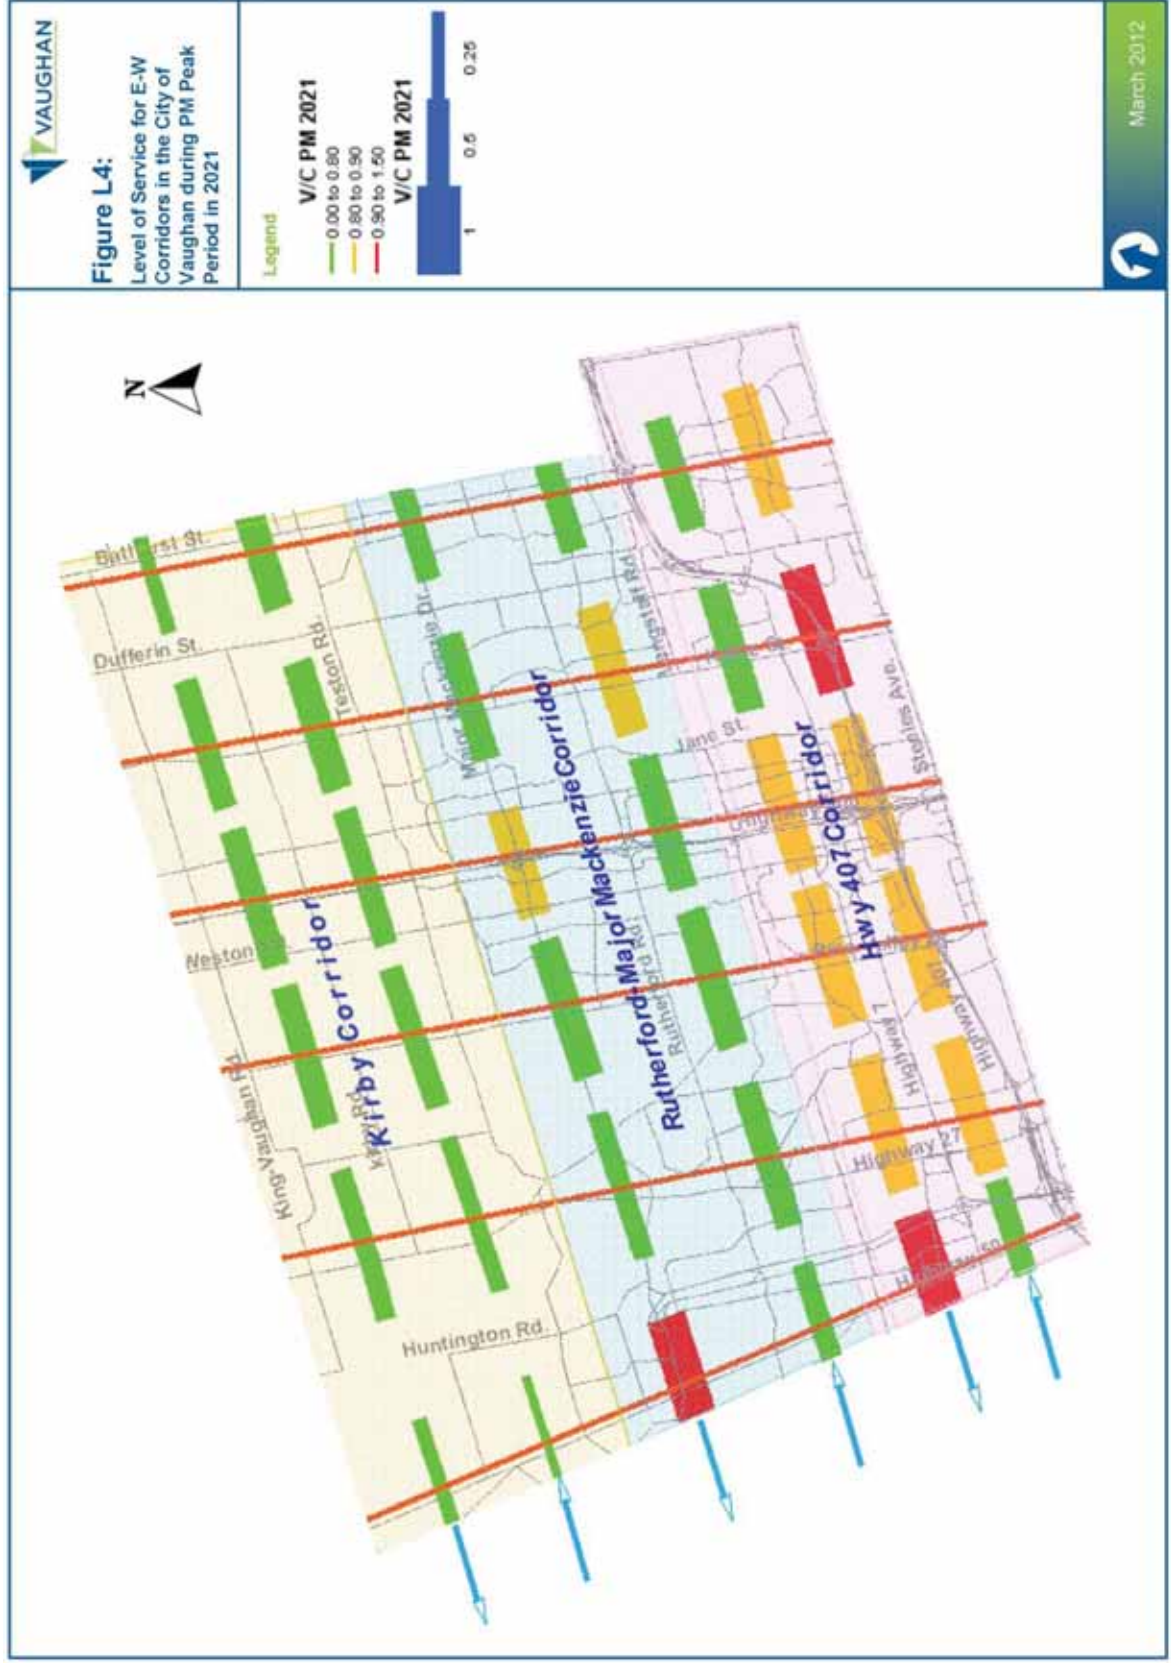 VAUGHAN
Figure L4:
Level of Service for E-W
Corridors in the City of
Vaughan during PM Peak
Period in 2021
Legend
V/C PM 2021
0.00 to 0.80
0.80 to 0.90
0.90 to 1.50
V/C PM 2021
1 0.5 0.25
March 2012
N
Bathurst St.
Dufferin St.
Teston Rd.
Major Mackenzie Dr.
Langstaff Rd.
Jane St.
Steeles Ave.
Weston
King-Vaughan Rd.
Kirby Rd.
Kirby Corridor
Rutherford-Major Mackenzie Corridor
Rutherford Rd.
Hwy 407 Corridor
Highway 7
Highway 407
Highway 27
Highway 50
Huntington Rd.